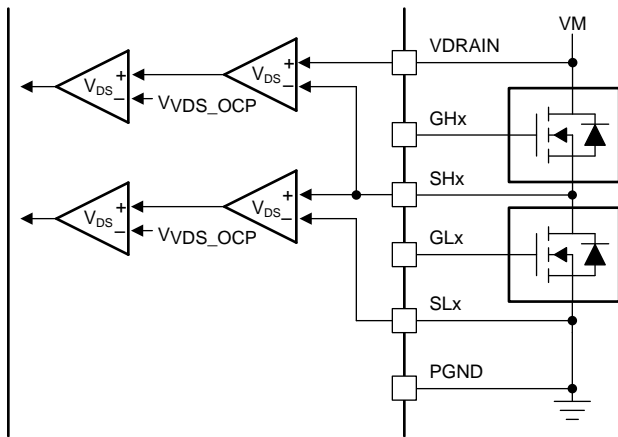 VM
VDRAIN
+
VDS
−
+
VDS
−
VVDS_OCP
GHx
SHx
+
VDS
−
+
VDS
−
VVDS_OCP
GLx
SLx
PGND